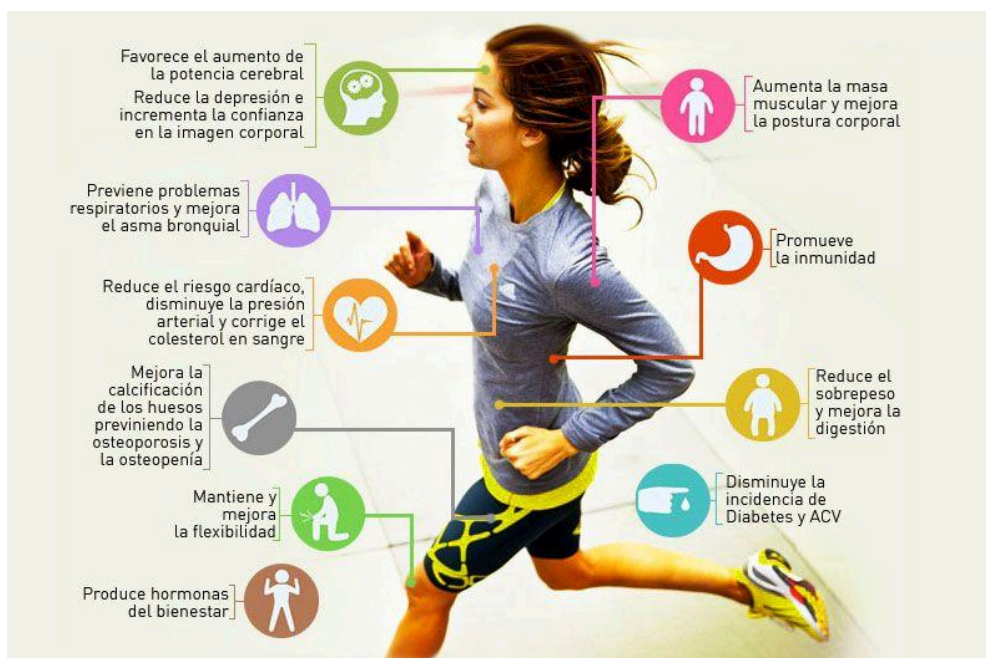 Favorece el aumento de
la potencia cerebral
Reduce la depresión e
incrementa la confianza
en la imagen corporal
Previene problemas
respiratorios y mejora
el asma bronquial
Reduce el riesgo cardíaco,
disminuye la presión
arterial y corrige el
colesterol en sangre
Mejora la
calcificación
de los huesos
previniendo la
osteoporosis y
la osteopenía
Mantiene y
mejora
la flexibilidad
Produce hormonas
del bienestar
Aumenta la masa
muscular y mejora
la postura corporal
Promueve
la inmunidad
Reduce el
sobrepeso
y mejora la
digestión
Disminuye la
incidencia de
Diabetes y ACV